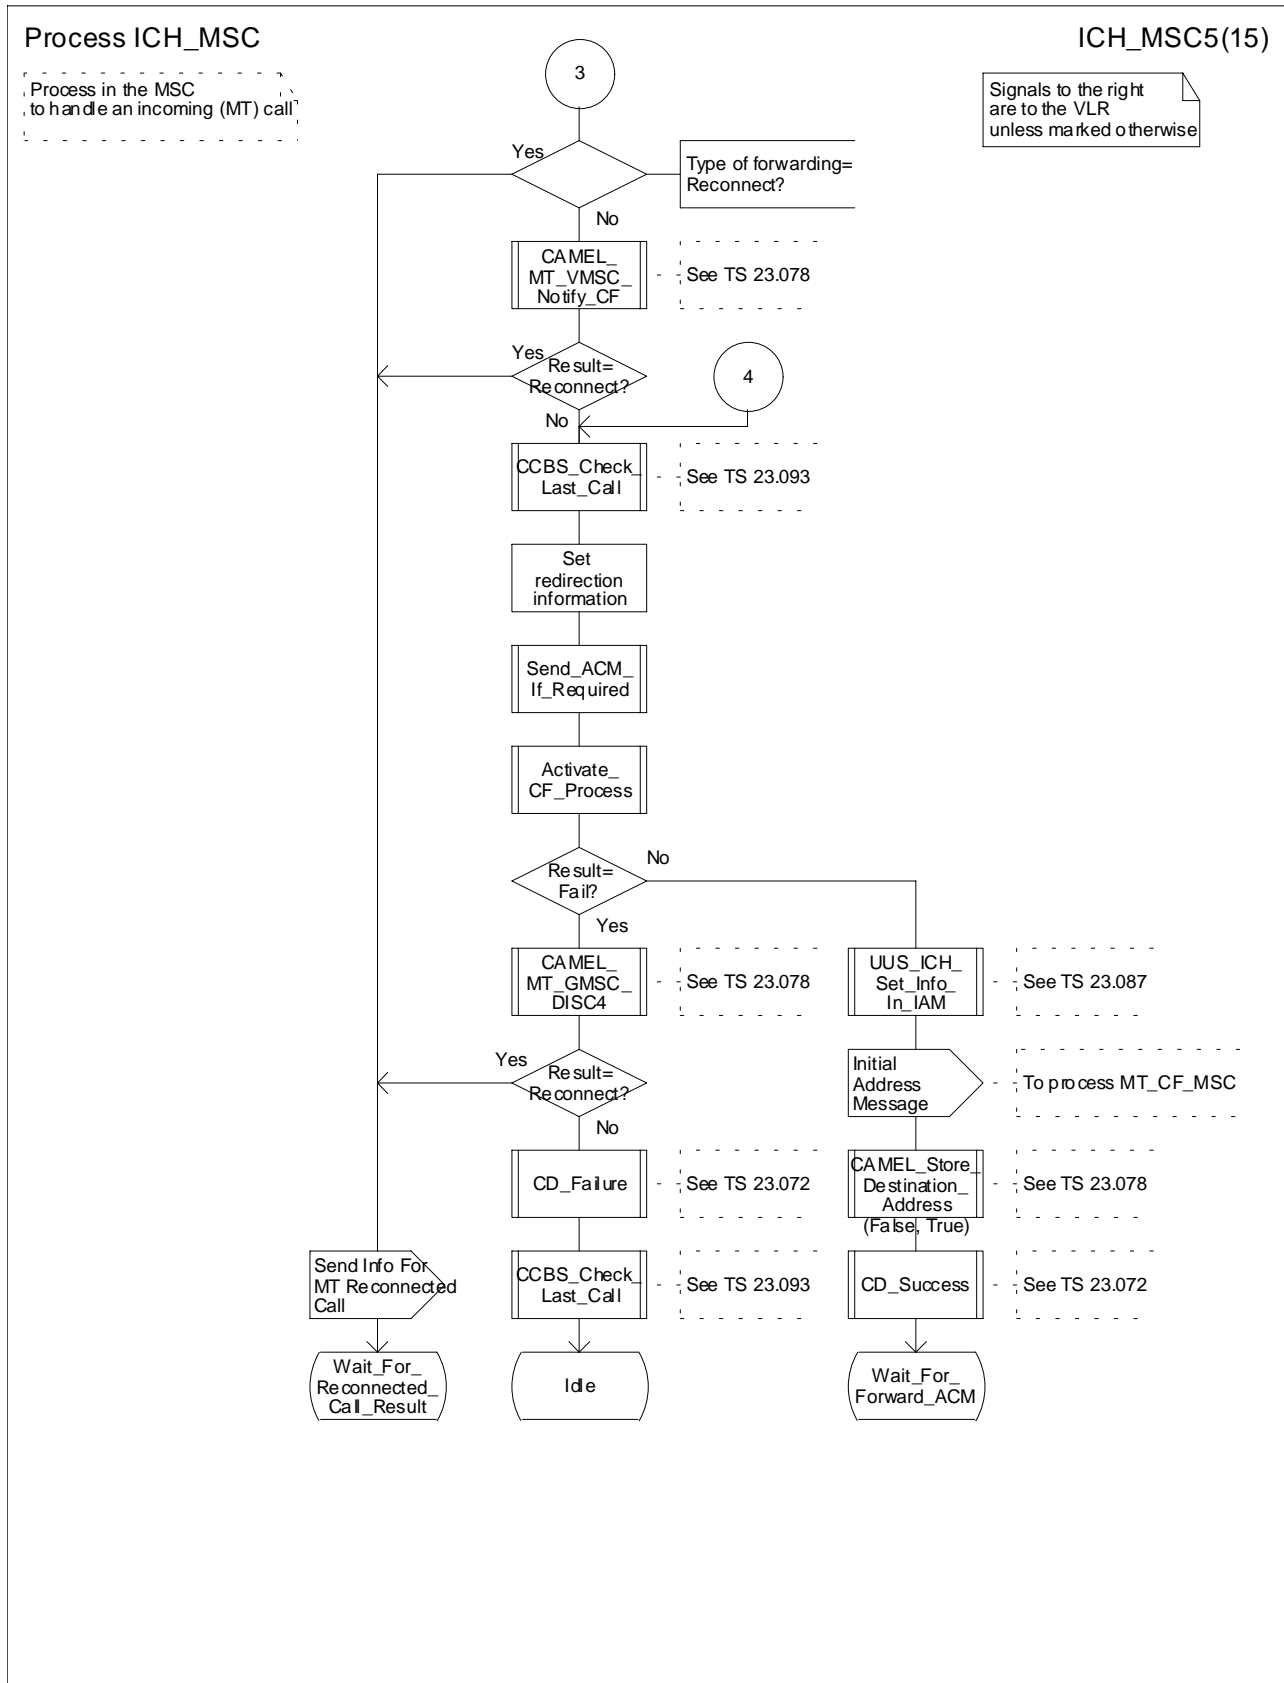 Process ICH_MSC
ICH_MSC5(15)
Process in the MSC
to handle an incoming (MT) call
Signals to the right
are to the VLR
unless marked otherwise
3
Yes
Type of forwarding=
Reconnect?
No
CAMEL_
MT_VMSC_
Notify_CF
See TS 23.078
Yes
Result=
Reconnect?
4
No
CCBS_Check_
Last_Call
See TS 23.093
Set
redirection
information
Send_ACM_
If_Required
Activate_
CF_Process
Result=
Fail?
No
Yes
CAMEL_
MT_GMSC_
DISC4
See TS 23.078
UUS_ICH_
Set_Info_
In_IAM
See TS 23.087
Yes
Result=
Reconnect?
Initial
Address
Message
To process MT_CF_MSC
No
CD_Failure
See TS 23.072
CAMEL_Store_
Destination_
Address
(False, True)
See TS 23.078
Send Info For
MT Reconnected
Call
CCBS_Check_
Last_Call
See TS 23.093
CD_Success
See TS 23.072
Wait_For_
Reconnected_
Call_Result
Idle
Wait_For_
Forward_ACM